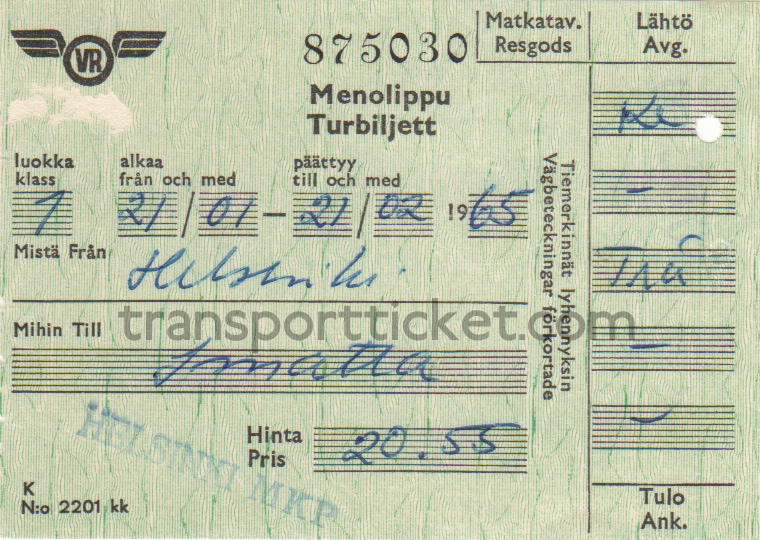 VR
875030
Matkatav.
Resgods
Lähtö
Avg.
Menolippu
Turbiljett
luokka
klass
alkaa
från och med
päättyy
till och med
1
21/01 – 21/02 1965
Mistä Från Helsinki
Mihin Till
Imatra
Hinta
Pris
20.55
Tiemerkinnät lyhennyksin
Vägbeteckningar förkortade
–
–
–
Tulo
Ank.
HELSINKI MKP
K
N:o 2201 kk
transportticket.com